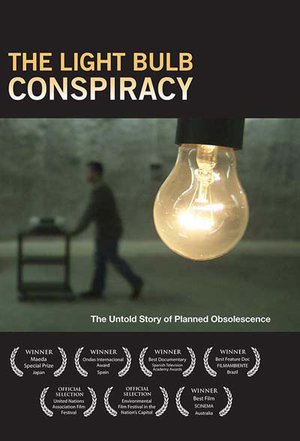 THE LIGHT BULB
CONSPIRACY
The Untold Story of Planned Obsolescence
WINNER
Maeda
Special Prize
Japan
WINNER
Ondas Internacional
Award
Spain
WINNER
Best Documentary
Spanish Television
Academy Awards
WINNER
Best Feature Doc
FILMAMBIENTE
Brazil
OFFICIAL
SELECTION
United Nations
Association Film
Festival
OFFICIAL
SELECTION
Environmental
Film Festival in the
Nation's Capital
WINNER
Best Film
SCINEMA
Australia